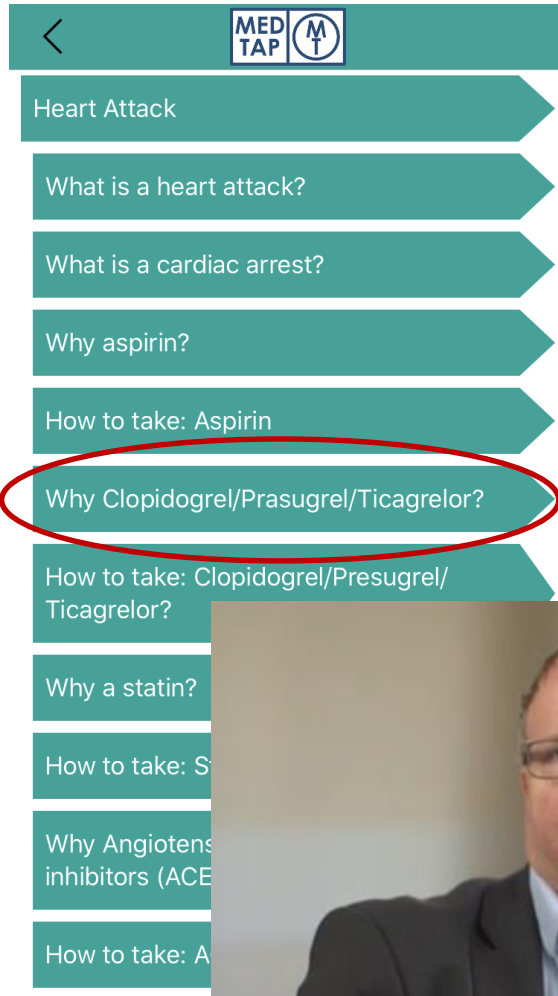 MED
TAP
MT
Heart Attack
What is a heart attack?
What is a cardiac arrest?
Why aspirin?
How to take: Aspirin
Why Clopidogrel/Prasugrel/Ticagrelor?
How to take: Clopidogrel/Presugrel/
Ticagrelor?
Why a statin?
How to take:
Why
inhibitors
How to take: